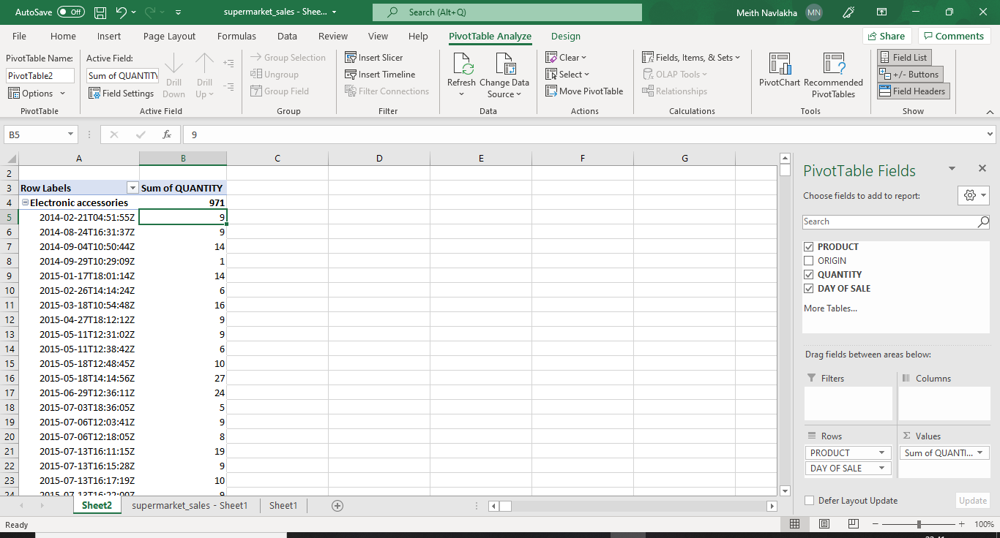 AutoSave Off supermarket_sales - Shee... Search (Alt+Q) Meith Navlakha MN
File Home Insert Page Layout Formulas Data Review View Help PivotTable Analyze Design Share Comments
PivotTable Name:
PivotTable2
Options
PivotTable
Active Field:
Sum of QUANTITY
Field Settings
Drill Down
Drill Up
Active Field
Group Selection
Ungroup
Group Field
Group
Insert Slicer
Insert Timeline
Filter Connections
Filter
Refresh
Change Data Source
Data
Clear
Select
Move PivotTable
Actions
Fields, Items, & Sets
OLAP Tools
Relationships
Calculations
PivotChart
Recommended PivotTables
Tools
Field List
+/- Buttons
Field Headers
Show
B5 fx 9
A B C D E F G
2
3 Row Labels Sum of QUANTITY
4 Electronic accessories 971
5 2014-02-21T04:51:55Z 9
6 2014-08-24T16:31:37Z 9
7 2014-09-04T10:50:44Z 14
8 2014-09-29T10:29:09Z 1
9 2015-01-17T18:01:14Z 14
10 2015-02-26T14:14:24Z 6
11 2015-03-18T10:54:48Z 16
12 2015-04-27T18:12:12Z 9
13 2015-05-11T12:31:02Z 9
14 2015-05-11T12:38:42Z 6
15 2015-05-18T12:48:45Z 10
16 2015-05-18T14:14:56Z 27
17 2015-06-29T12:36:11Z 24
18 2015-07-03T18:36:05Z 5
19 2015-07-06T12:03:41Z 9
20 2015-07-06T12:18:05Z 8
21 2015-07-13T16:11:15Z 19
22 2015-07-13T16:15:28Z 9
23 2015-07-13T16:17:19Z 10
24 2015-07-13T16:22:00Z 9
PivotTable Fields
Choose fields to add to report:
Search
PRODUCT
ORIGIN
QUANTITY
DAY OF SALE
More Tables...
Drag fields between areas below:
Filters
Columns
Rows
PRODUCT
DAY OF SALE
Values
Sum of QUANTI...
Defer Layout Update Update
Sheet2 supermarket_sales - Sheet1 Sheet1
Ready 100%